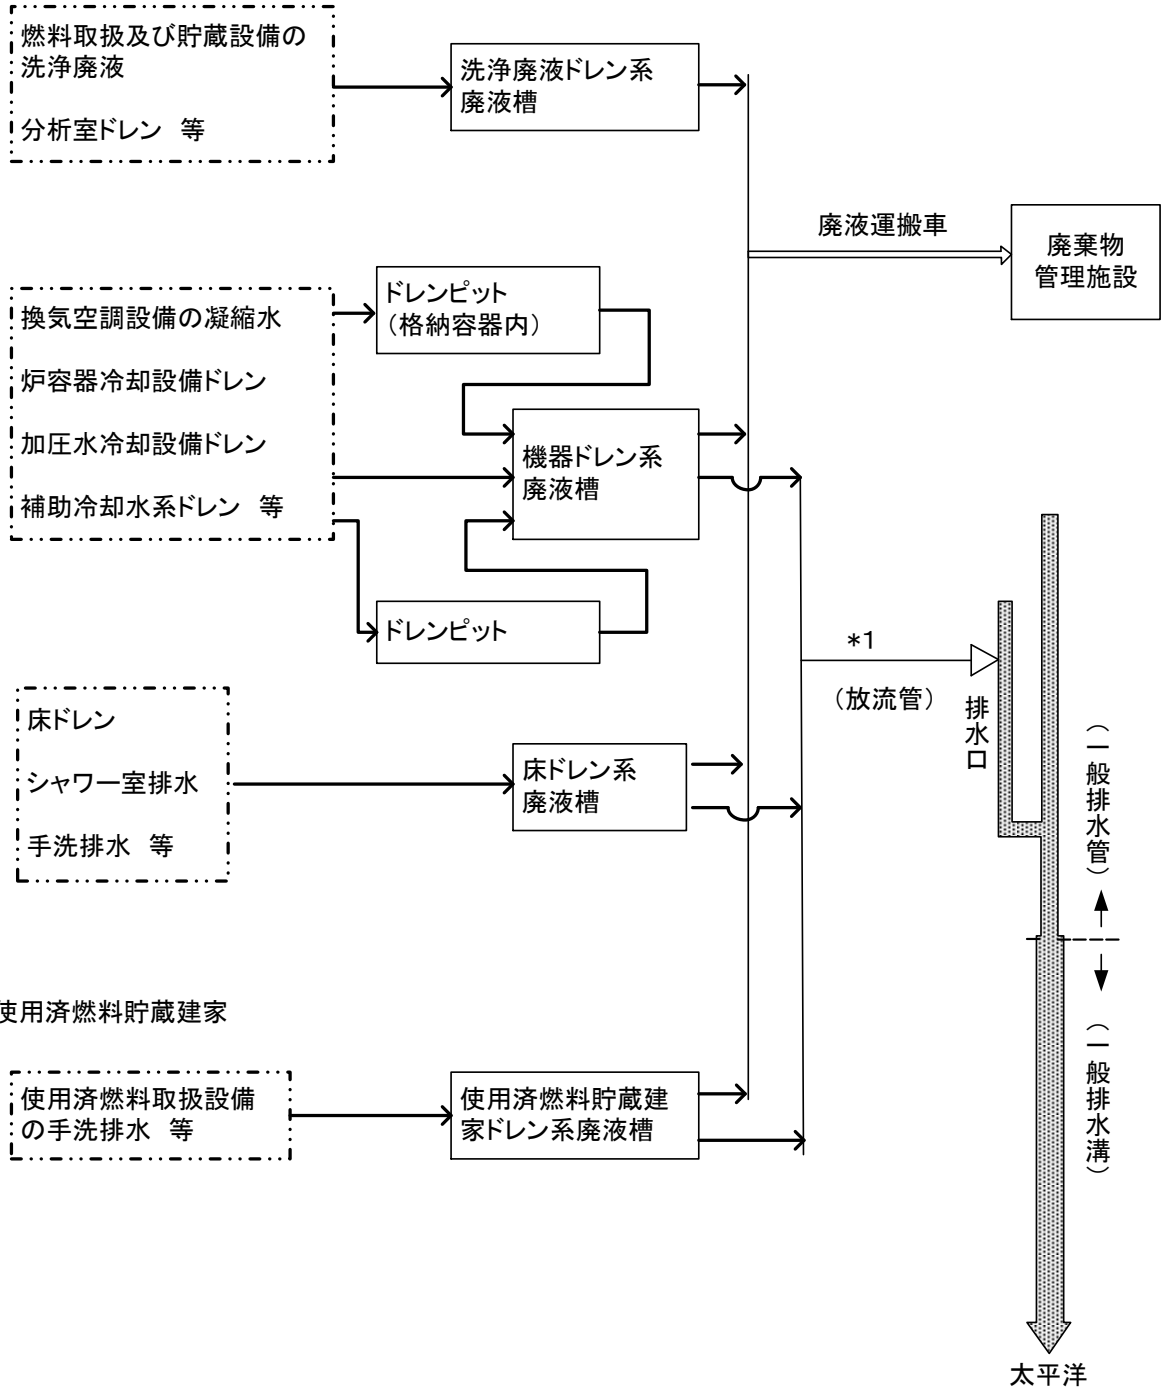 燃料取扱及び貯蔵設備の
洗浄廃液
分析室ドレン 等
洗浄廃液ドレン系
廃液槽
廃液運搬車
廃棄物
管理施設
換気空調設備の凝縮水
炉容器冷却設備ドレン
加圧水冷却設備ドレン
補助冷却水系ドレン 等
ドレンピット
（格納容器内）
機器ドレン系
廃液槽
ドレンピット
*1
（放流管）
排水口
床ドレン
シャワー室排水
手洗排水 等
床ドレン系
廃液槽
（一般排水管）
（一般排水溝）
使用済燃料貯蔵建家
使用済燃料取扱設備
の手洗排水 等
使用済燃料貯蔵建
家ドレン系廃液槽
太平洋